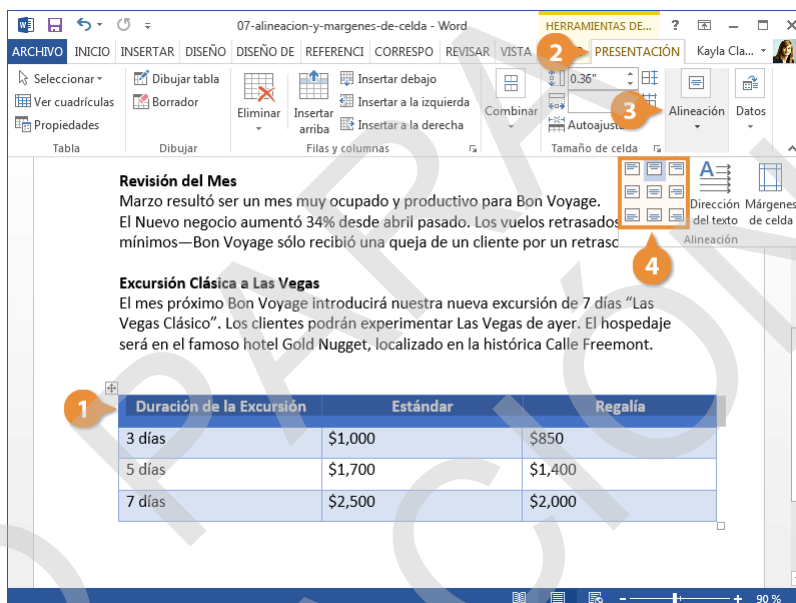 07-alineacion-y-margenes-de-celda - Word
HERRAMIENTAS DE...
ARCHIVO INICIO INSERTAR DISEÑO DISEÑO DE REFERENCI CORRESPO REVISAR VISTA PRESENTACIÓN Kayla Cla...
2
Seleccionar
Ver cuadrículas
Propiedades
Tabla
Dibujar tabla
Borrador
Dibujar
Eliminar
Insertar arriba
Insertar debajo
Insertar a la izquierda
Insertar a la derecha
Filas y columnas
Combinar
0.36"
Tamaño de celda
3
Alineación
Datos
Dirección del texto
Márgenes de celda
Alineación
4
Revisión del Mes
Marzo resultó ser un mes muy ocupado y productivo para Bon Voyage.
El Nuevo negocio aumentó 34% desde abril pasado. Los vuelos retrasados
mínimos—Bon Voyage sólo recibió una queja de un cliente por un retraso
Excursión Clásica a Las Vegas
El mes próximo Bon Voyage introducirá nuestra nueva excursión de 7 días “Las
Vegas Clásico”. Los clientes podrán experimentar Las Vegas de ayer. El hospedaje
será en el famoso hotel Gold Nugget, localizado en la histórica Calle Freemont.
1
Duración de la Excursión Estándar Regalía
3 días $1,000 $850
5 días $1,700 $1,400
7 días $2,500 $2,000
90 %